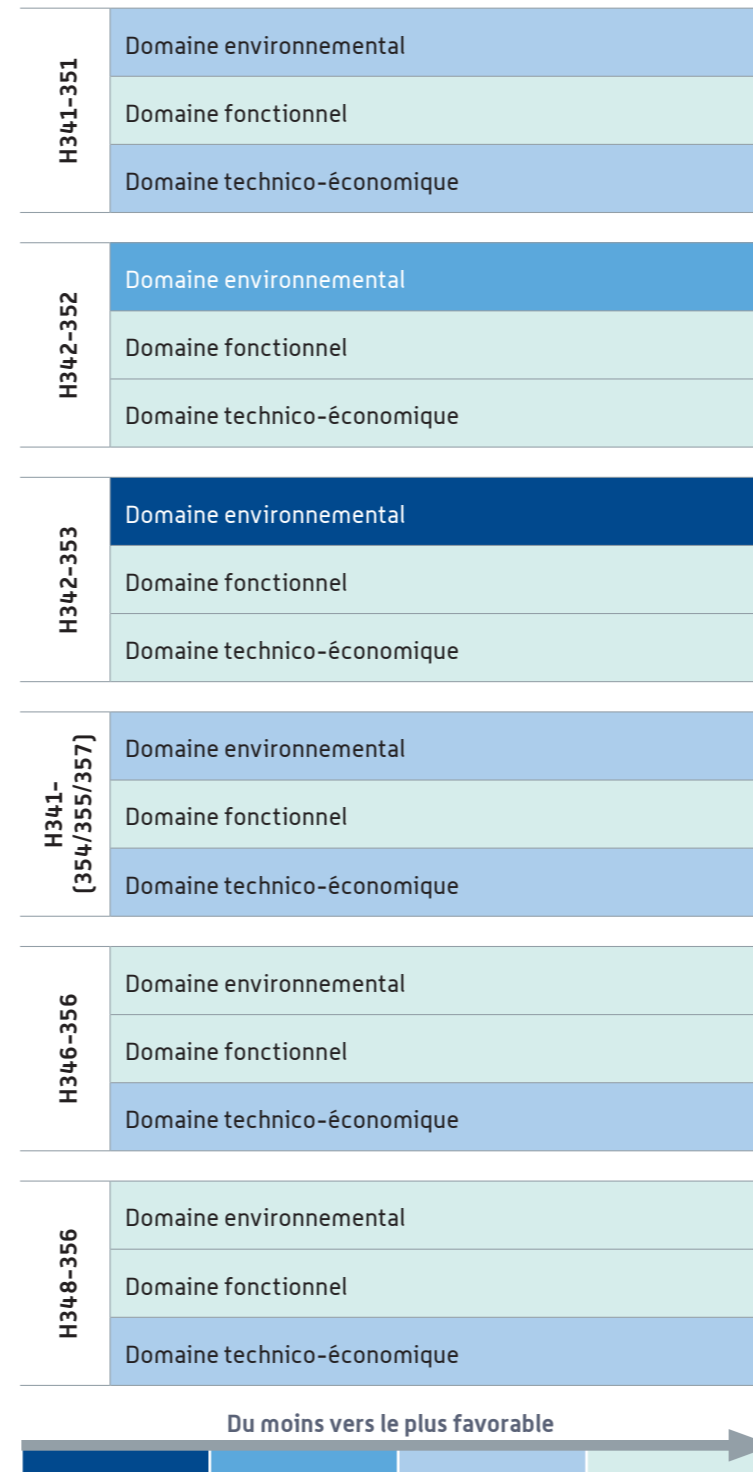 H341-351
Domaine environnemental
Domaine fonctionnel
Domaine technico-économique
H342-352
Domaine environnemental
Domaine fonctionnel
Domaine technico-économique
H342-353
Domaine environnemental
Domaine fonctionnel
Domaine technico-économique
H341-
(354/355/357)
Domaine environnemental
Domaine fonctionnel
Domaine technico-économique
H346-356
Domaine environnemental
Domaine fonctionnel
Domaine technico-économique
H348-356
Domaine environnemental
Domaine fonctionnel
Domaine technico-économique
Du moins vers le plus favorable